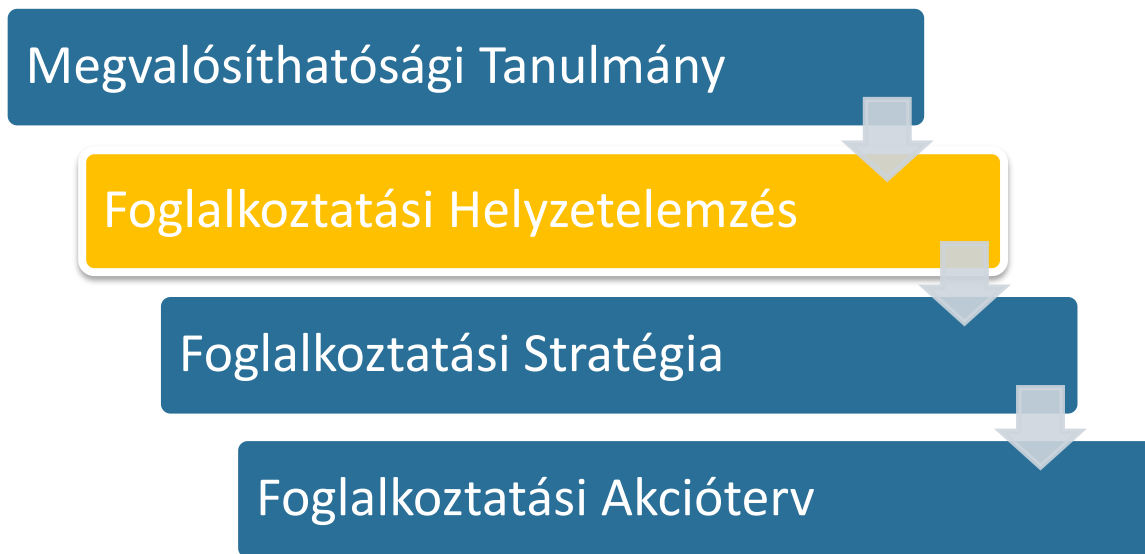 Megvalósíthatósági Tanulmány
Foglalkoztatási Helyzetelemzés
Foglalkoztatási Stratégia
Foglalkoztatási Akcióterv